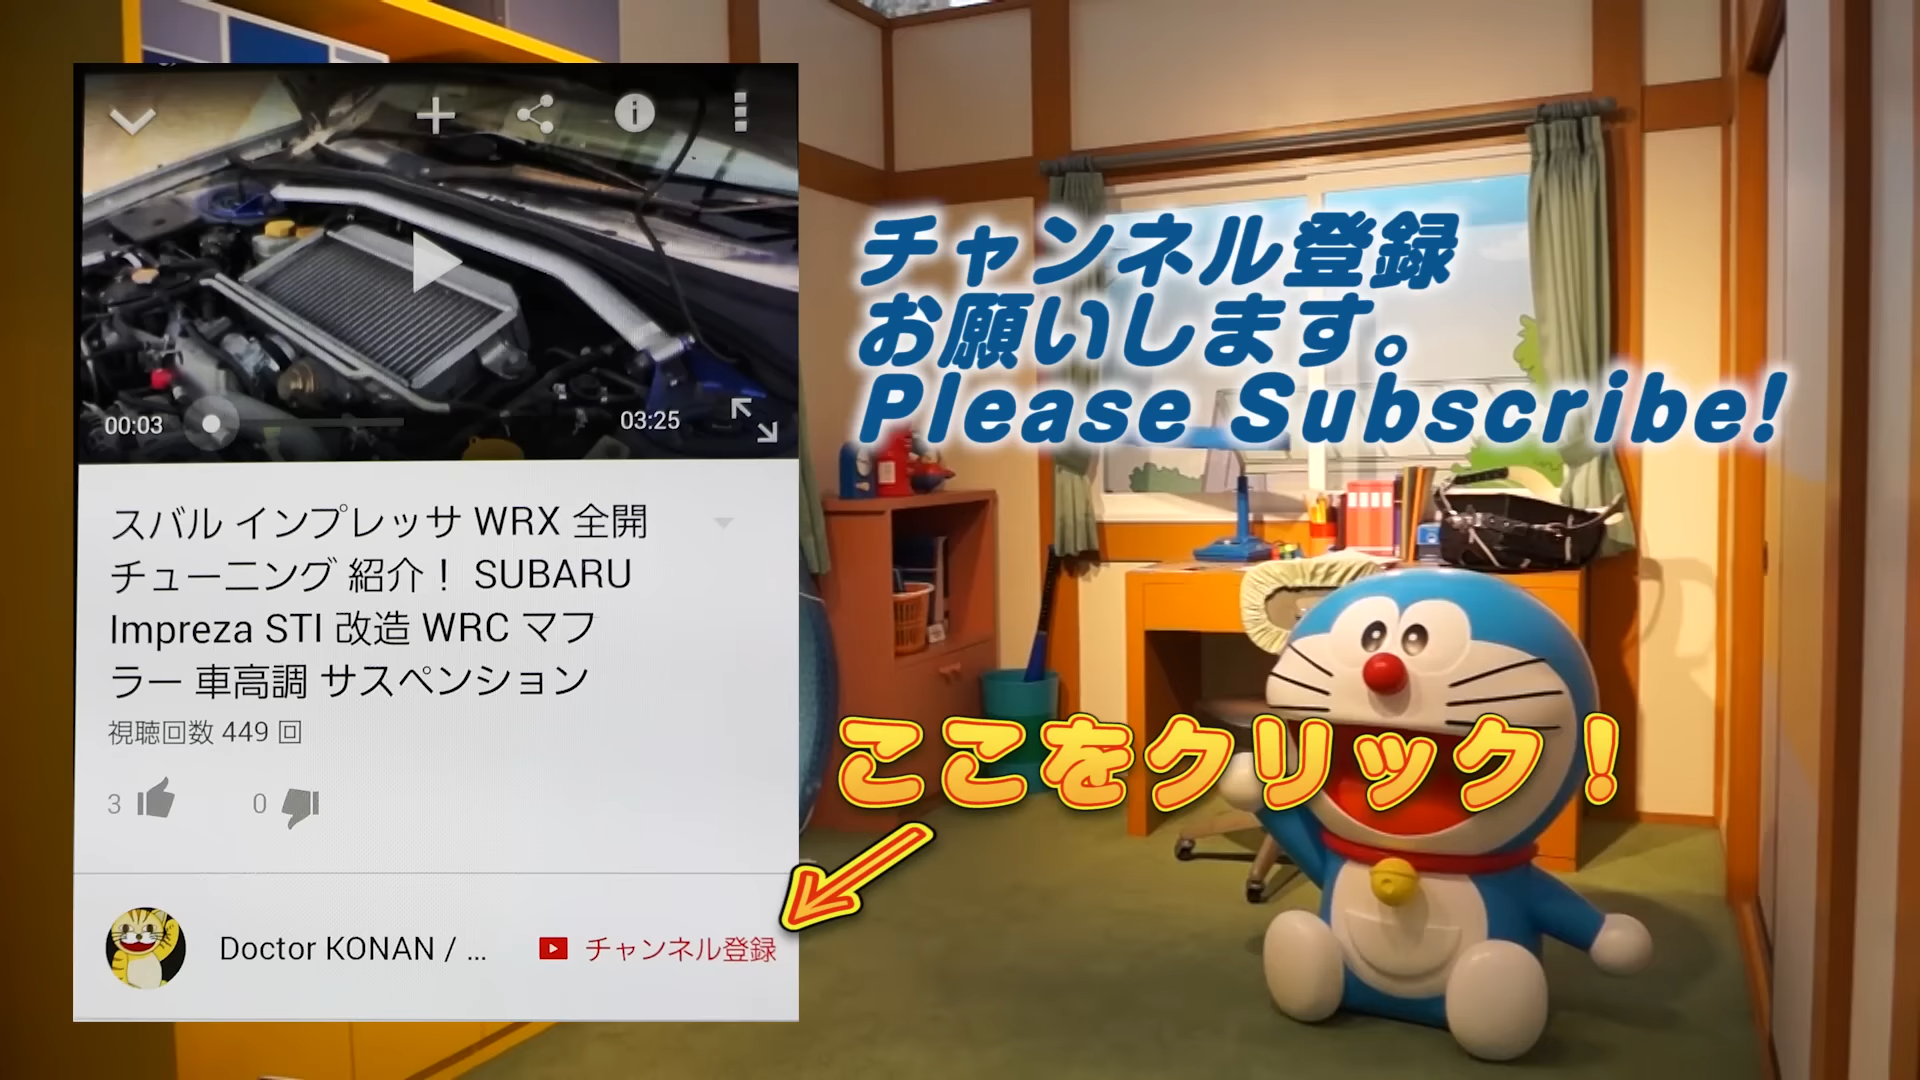 00:03
03:25
スバル インプレッサ WRX 全開
チューニング 紹介！ SUBARU
Impreza STI 改造 WRC マフ
ラー 車高調 サスペンション
視聴回数 449 回
3
0
Doctor KONAN / ...
チャンネル登録
チャンネル登録
お願いします。
Please Subscribe!
ここをクリック！